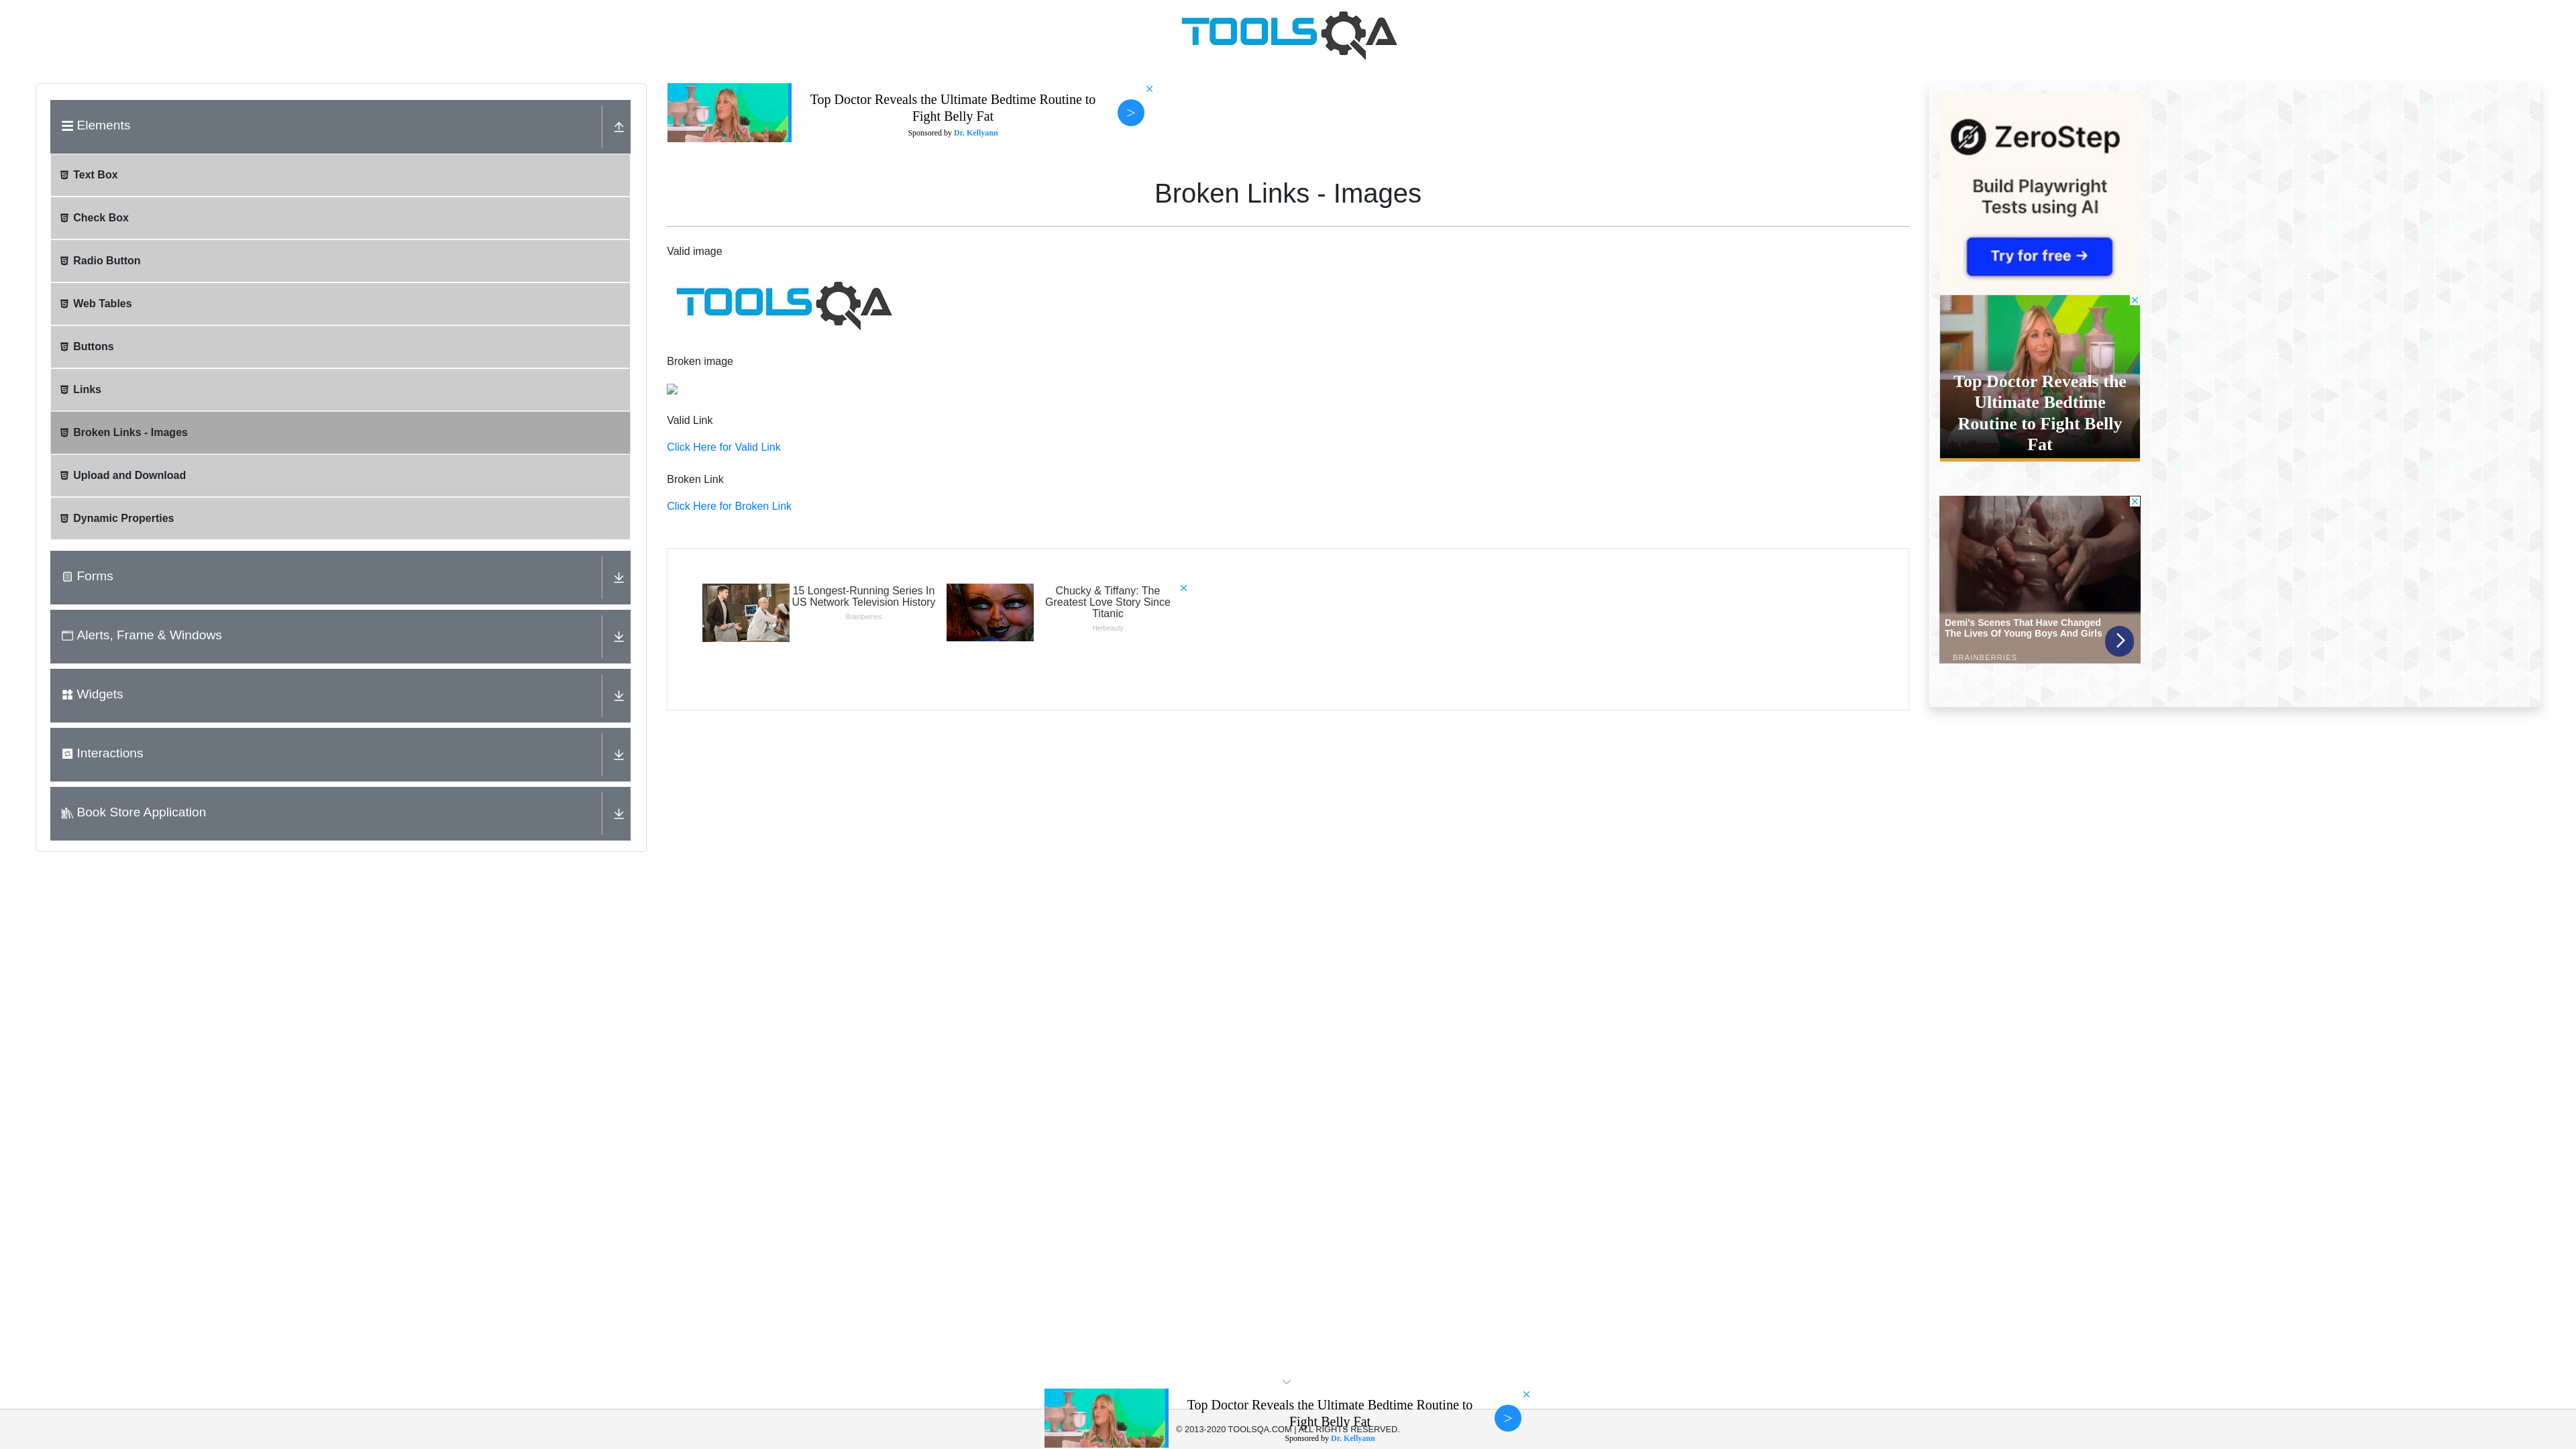 TOOLSQA
Elements
Text Box
Check Box
Radio Button
Web Tables
Buttons
Links
Broken Links - Images
Upload and Download
Dynamic Properties
Forms
Alerts, Frame & Windows
Widgets
Interactions
Book Store Application
Top Doctor Reveals the Ultimate Bedtime Routine to
Fight Belly Fat
Sponsored by Dr. Kellyann
>
Broken Links - Images
Valid image
TOOLSQA
Broken image
Valid Link
Click Here for Valid Link
Broken Link
Click Here for Broken Link
15 Longest-Running Series In
US Network Television History
Brainberries
Chucky & Tiffany: The
Greatest Love Story Since
Titanic
Herbeauty
ZeroStep
Build Playwright
Tests using AI
Try for free →
Top Doctor Reveals the
Ultimate Bedtime
Routine to Fight Belly
Fat
Demi's Scenes That Have Changed
The Lives Of Young Boys And Girls
BRAINBERRIES
Top Doctor Reveals the Ultimate Bedtime Routine to
Fight Belly Fat
© 2013-2020 TOOLSQA.COM | ALL RIGHTS RESERVED.
Sponsored by Dr. Kellyann
>